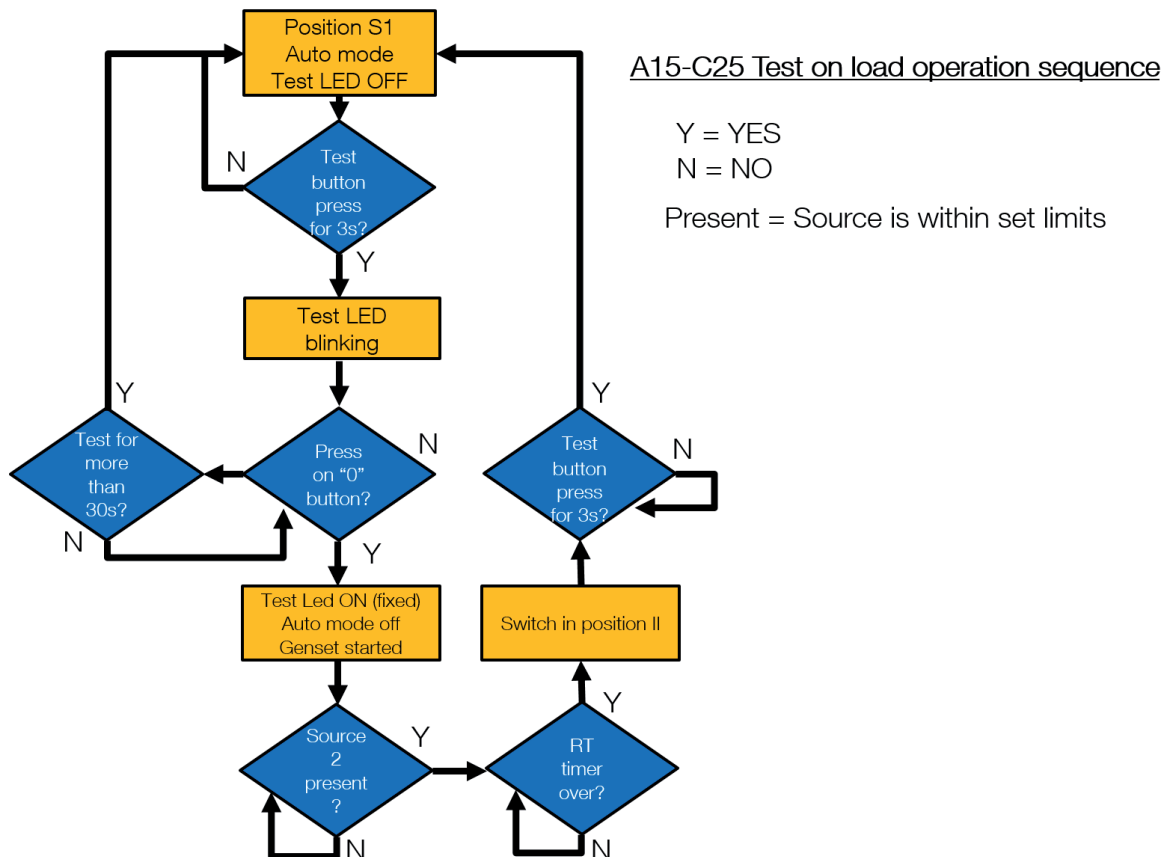 Position S1
Auto mode
Test LED OFF
A15-C25 Test on load operation sequence
Y = YES
N = NO
Present = Source is within set limits
N
Test
button
press
for 3s?
Y
Test LED
blinking
Y
Test for
more
than
30s?
N
Press
on “0”
button?
N
Y
Y
Test
button
press
for 3s?
N
Test Led ON (fixed)
Auto mode off
Genset started
Switch in position II
Source
2
present
?
Y
N
RT
timer
over?
Y
N